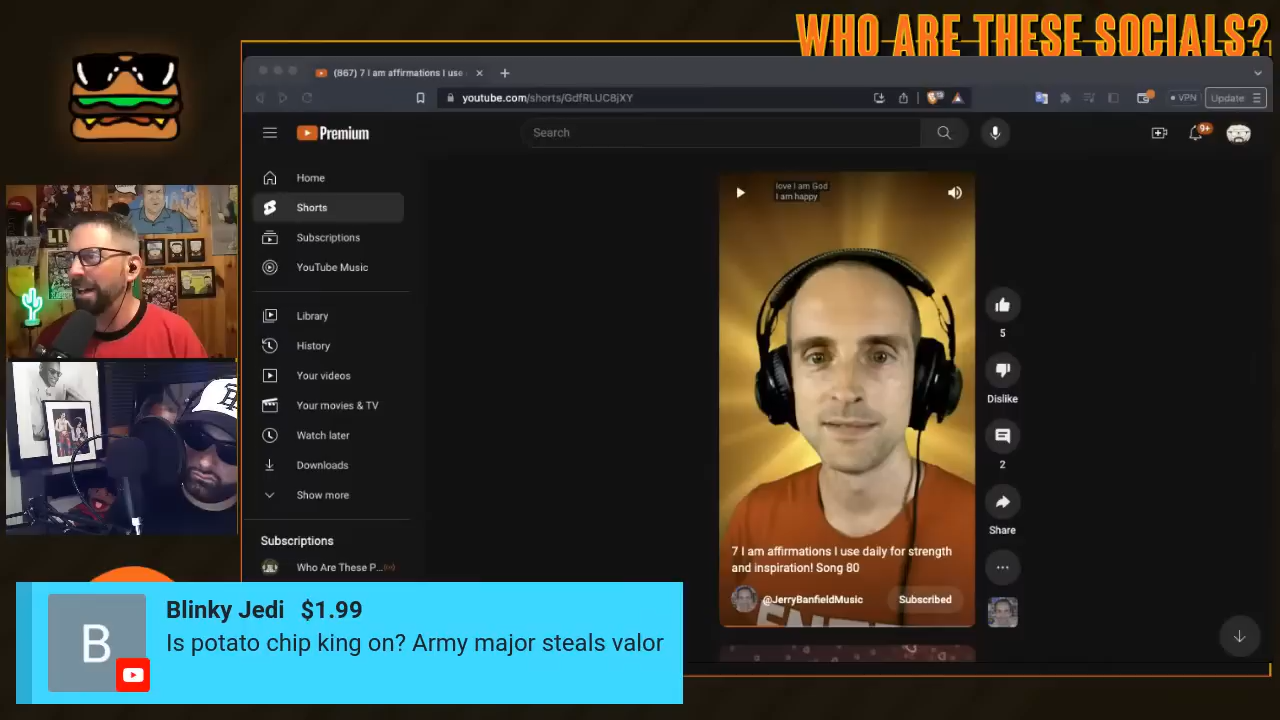 WHO ARE THESE SOCIALS?
(867) 7 I am affirmations I use
youtube.com/shorts/GdfRLUC8jXY
VPN
Update
Premium
Search
9+
Home
Shorts
Subscriptions
YouTube Music
Library
History
Your videos
Your movies & TV
Watch later
Downloads
Show more
Subscriptions
Who Are These P...
love I am God
I am happy
5
Dislike
2
Share
7 I am affirmations I use daily for strength
and inspiration! Song 80
@JerryBanfieldMusic
Subscribed
B
Blinky Jedi $1.99
Is potato chip king on? Army major steals valor